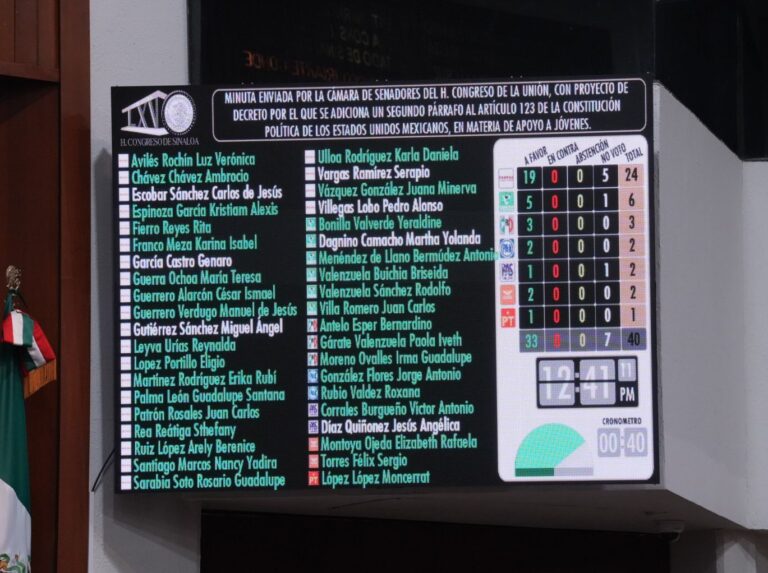 LXV
H. CONGRESO DE SINALOA
MINUTA ENVIADA POR LA CÁMARA DE SENADORES DEL H. CONGRESO DE LA UNIÓN, CON PROYECTO DE
DECRETO POR EL QUE SE ADICIONA UN SEGUNDO PÁRRAFO AL ARTÍCULO 123 DE LA CONSTITUCIÓN
POLÍTICA DE LOS ESTADOS UNIDOS MEXICANOS, EN MATERIA DE APOYO A JÓVENES.
Avilés Rochín Luz Verónica
Chávez Chávez Ambrocio
Escobar Sánchez Carlos de Jesús
Espinoza García Kristiam Alexis
Fierro Reyes Rita
Franco Meza Karina Isabel
García Castro Genaro
Guerra Ochoa María Teresa
Guerrero Alarcón César Ismael
Guerrero Verdugo Manuel de Jesús
Gutiérrez Sánchez Miguel Ángel
Leyva Urías Reynalda
Lopez Portillo Eligio
Martínez Rodríguez Erika Rubí
Palma León Guadalupe Santana
Patrón Rosales Juan Carlos
Rea Reátiga Sthefany
Ruiz López Arely Berenice
Santiago Marcos Nancy Yadira
Sarabia Soto Rosario Guadalupe
Ulloa Rodríguez Karla Daniela
Vargas Ramírez Serapio
Vázquez González Juana Minerva
Villegas Lobo Pedro Alonso
Bonilla Valverde Yeraldine
Dagnino Camacho Martha Yolanda
Menéndez de Llano Bermúdez Antonio
Valenzuela Buichia Briseida
Valenzuela Sánchez Rodolfo
Villa Romero Juan Carlos
Antelo Esper Bernardino
Gárate Valenzuela Paola Iveth
Moreno Ovalles Irma Guadalupe
González Flores Jorge Antonio
Rubio Valdez Roxana
Corrales Burgueño Víctor Antonio
Díaz Quiñonez Jesús Angélica
Montoya Ojeda Elizabeth Rafaela
Torres Félix Sergio
PT López López Moncerrat
A FAVOR EN CONTRA ABSTENCIÓN NO VOTO TOTAL
19 0 0 5 24
5 0 0 1 6
3 0 0 0 3
2 0 0 0 2
1 0 0 1 2
2 0 0 0 2
PT 1 0 0 0 1
33 0 0 7 40
12:41 11 PM
CRONOMETRO
00:40